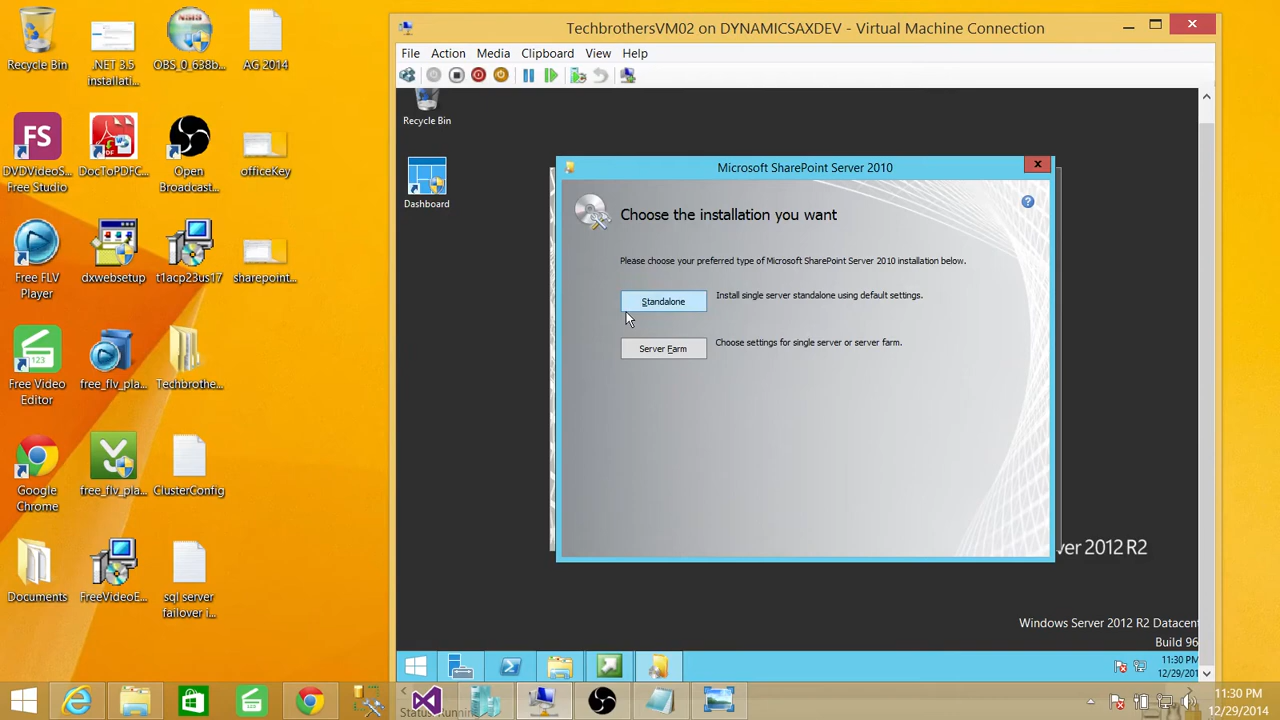 Recycle Bin
.NET 3.5
installati...
OBS_0_638b...
AG 2014
DVDVideoS...
Free Studio
DocToPDFC...
Open
Broadcast...
officeKey
Free FLV
Player
dxwebsetup
t1acp23us17
sharepoint...
Free Video
Editor
free_flv_pla...
Techbrothe...
Google
Chrome
free_flv_pla...
ClusterConfig
Documents
FreeVideoE...
sql server
failover i...
TechbrothersVM02 on DYNAMICSAXDEV - Virtual Machine Connection
File Action Media Clipboard View Help
Recycle Bin
Dashboard
Microsoft SharePoint Server 2010
Choose the installation you want
Please choose your preferred type of Microsoft SharePoint Server 2010 installation below.
Standalone
Install single server standalone using default settings.
Server Farm
Choose settings for single server or server farm.
ver 2012 R2
Windows Server 2012 R2 Datacent
Build 96
11:30 PM
12/29/201
Status: Running
11:30 PM
12/29/2014